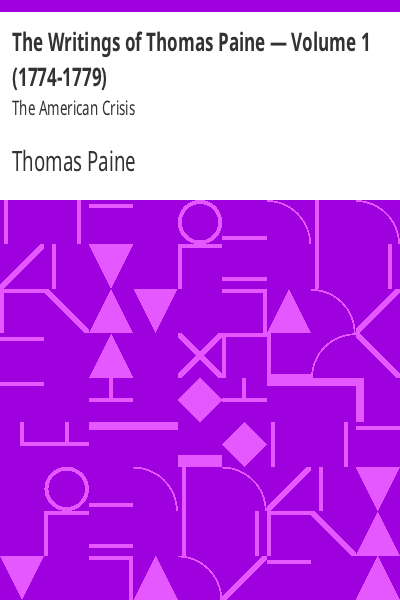 The Writings of Thomas Paine — Volume 1
(1774-1779)
The American Crisis
Thomas Paine